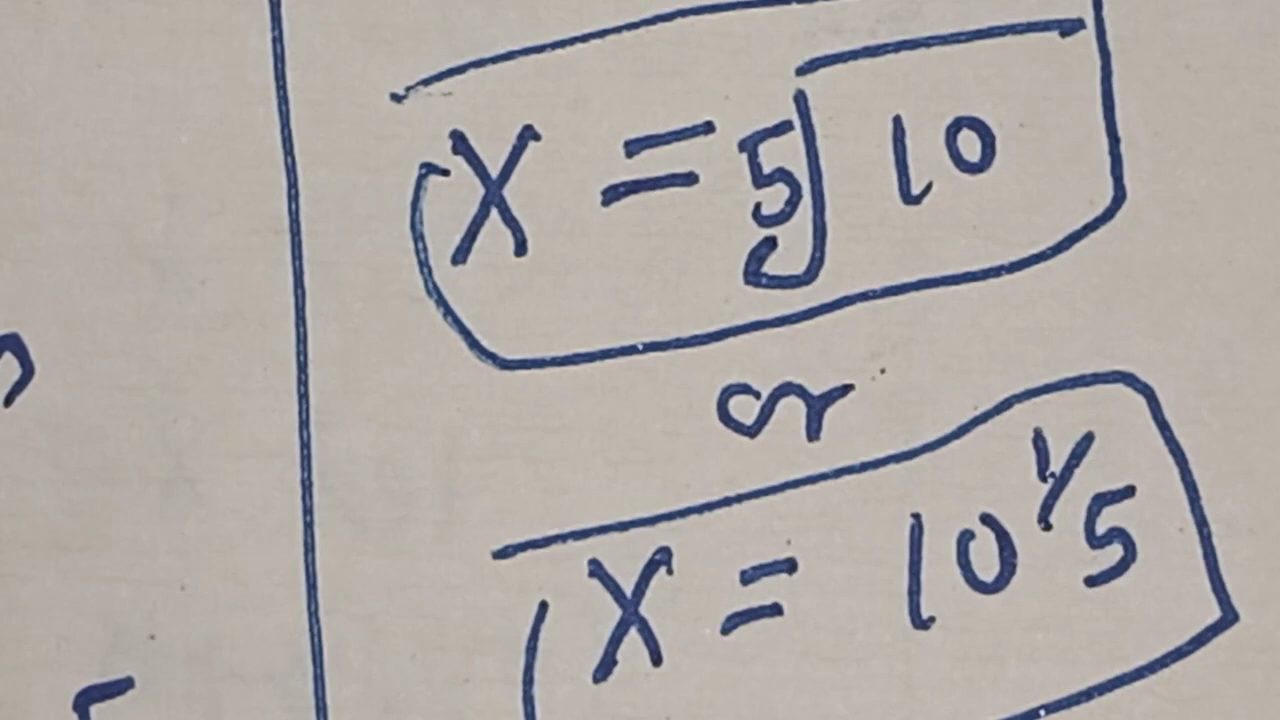 X = ⁵√10
or
X = 10^1/5